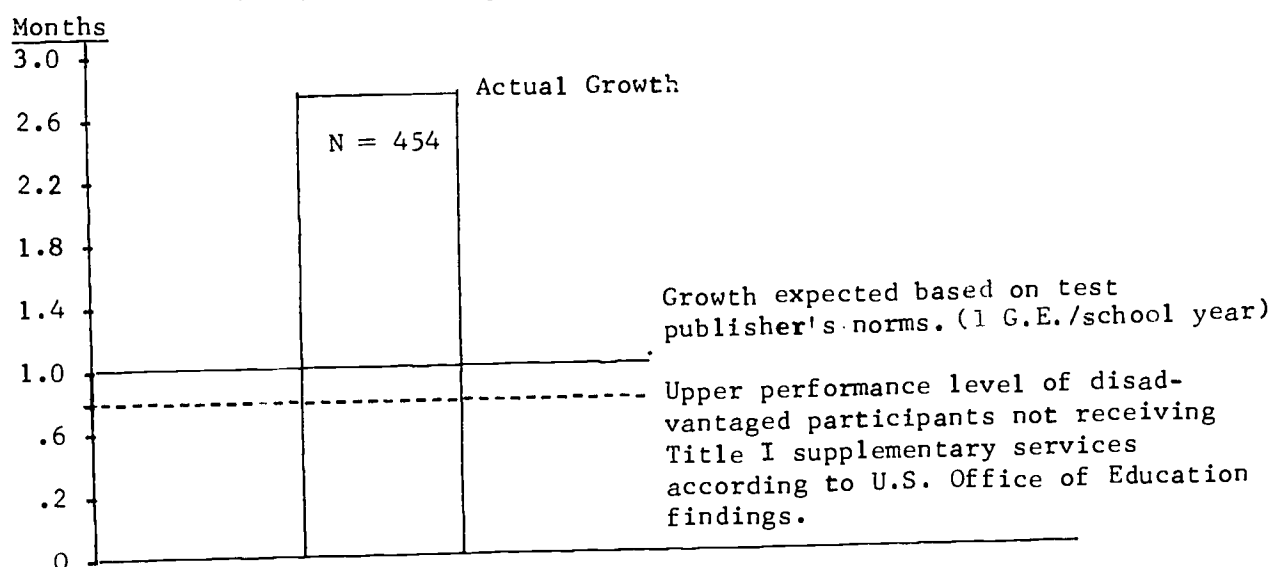 Months
3.0
Actual Growth
2.6
N = 454
2.2
1.8
Growth expected based on test
1.4
publisher's norms. (1 G.E./school year)
1.0
Upper performance level of disad-
.6
vantaged participants not receiving
Title I supplementary services
.2
according to U.S. Office of Education
findings.
0